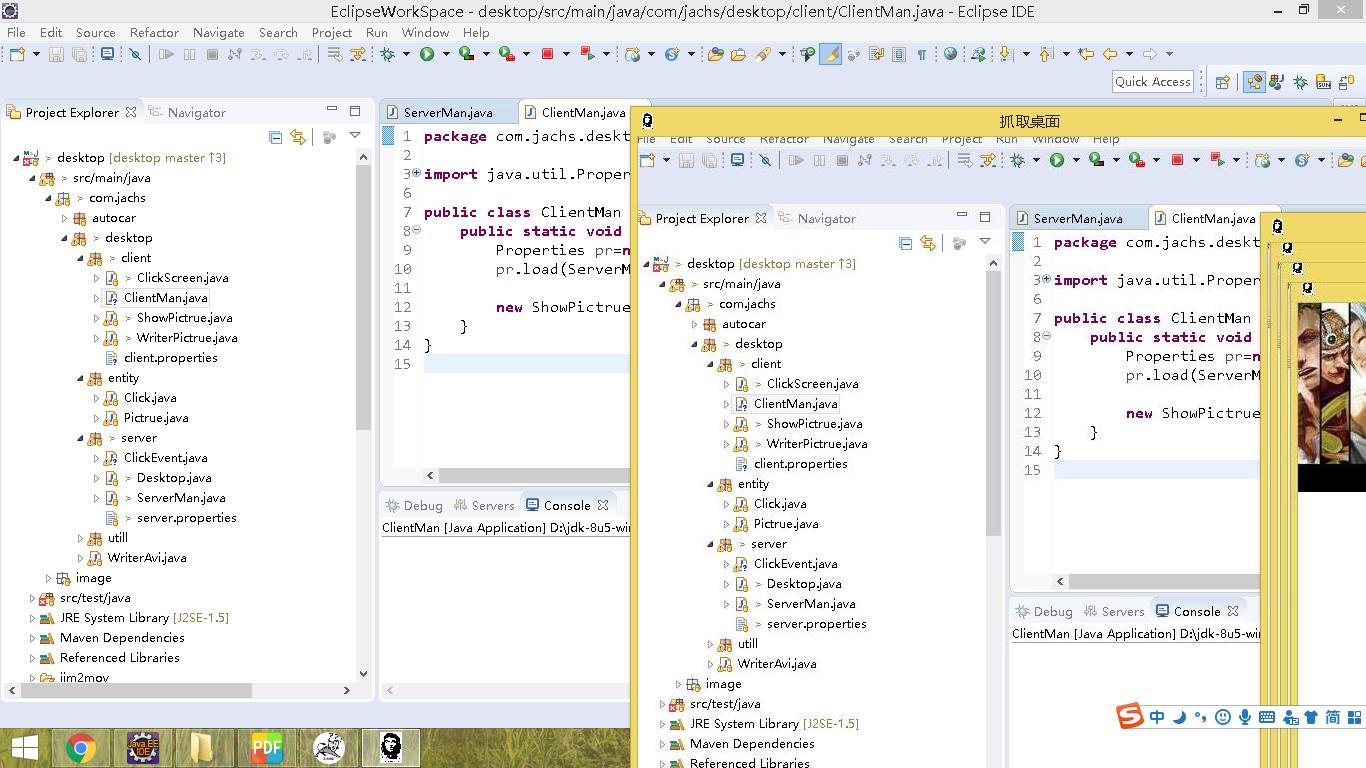 EclipseWorkSpace - desktop/src/main/java/com/jachs/desktop/client/ClientMan.java - Eclipse IDE
File Edit Source Refactor Navigate Search Project Run Window Help
Quick Access
Project Explorer
Navigator
> desktop [desktop master ↑3]
> src/main/java
> com.jachs
autocar
> desktop
> client
> ClickScreen.java
ClientMan.java
> ShowPictrue.java
> WriterPictrue.java
client.properties
entity
Click.java
Pictrue.java
> server
ClickEvent.java
> Desktop.java
> ServerMan.java
> server.properties
utill
WriterAvi.java
image
src/test/java
JRE System Library [J2SE-1.5]
Maven Dependencies
Referenced Libraries
iim2mov
ServerMan.java
ClientMan.java
1 package com.jachs.deskt
2
3 import java.util.Proper
6
7 public class ClientMan
8 public static void
9 Properties pr=n
10 pr.load(ServerM
11
12 new ShowPictrue
13 }
14 }
15
Debug
Servers
Console
ClientMan [Java Application] D:\jdk-8u5-wi
抓取桌面
File Edit Source Refactor Navigate Search Project Run Window Help
Project Explorer
Navigator
> desktop [desktop master ↑3]
> src/main/java
> com.jachs
autocar
> desktop
> client
> ClickScreen.java
ClientMan.java
> ShowPictrue.java
> WriterPictrue.java
client.properties
entity
Click.java
Pictrue.java
> server
ClickEvent.java
> Desktop.java
> ServerMan.java
> server.properties
utill
WriterAvi.java
image
src/test/java
JRE System Library [J2SE-1.5]
Maven Dependencies
Referenced Libraries
ServerMan.java
ClientMan.java
1 package com.jachs.deskt
2
3 import java.util.Proper
6
7 public class ClientMan
8 public static void
9 Properties pr=n
10 pr.load(ServerM
11
12 new ShowPictrue
13 }
14 }
15
Debug
Servers
Console
ClientMan [Java Application] D:\jdk-8u5-wi
中
简
Java EE
IDE
PDF